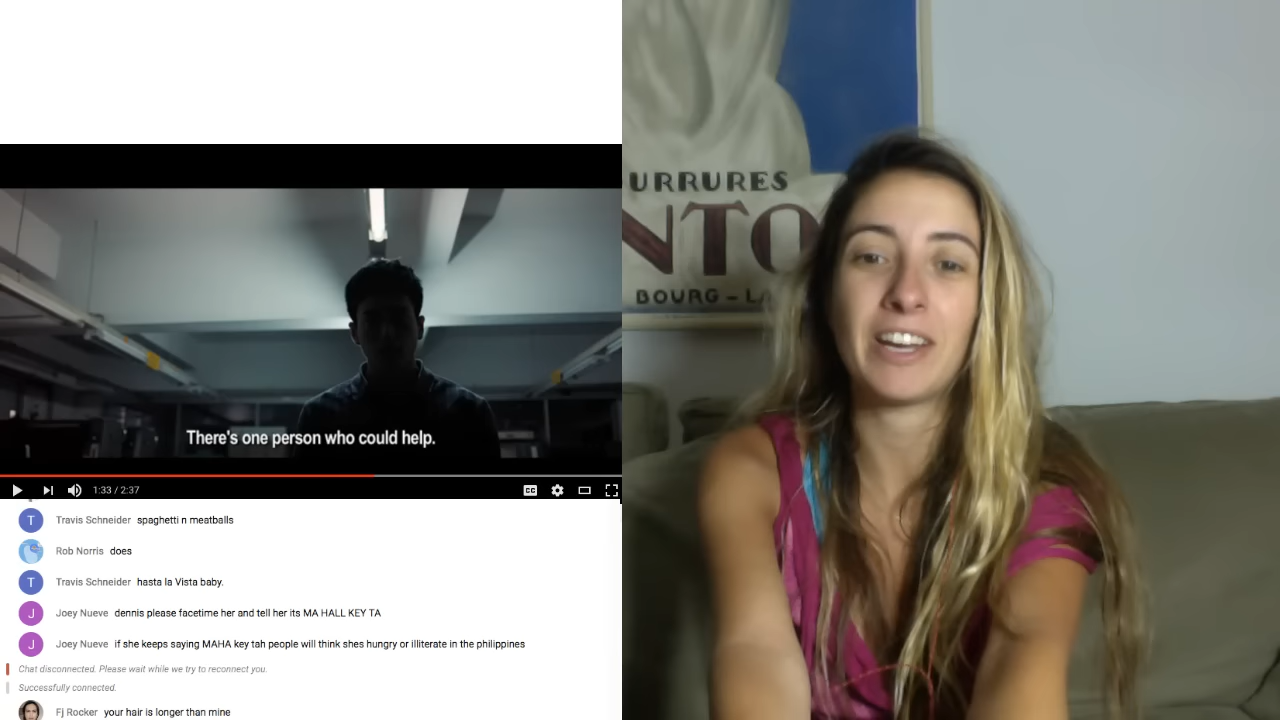 There's one person who could help.
1:33 / 2:37
CC
T Travis Schneider spaghetti n meatballs
Rob Norris does
T Travis Schneider hasta la Vista baby.
J Joey Nueve dennis please facetime her and tell her its MA HALL KEY TA
J Joey Nueve if she keeps saying MAHA key tah people will think shes hungry or illiterate in the philippines
Chat disconnected. Please wait while we try to reconnect you.
Successfully connected.
Fj Rocker your hair is longer than mine
URRURES
NTO
BOURG – L